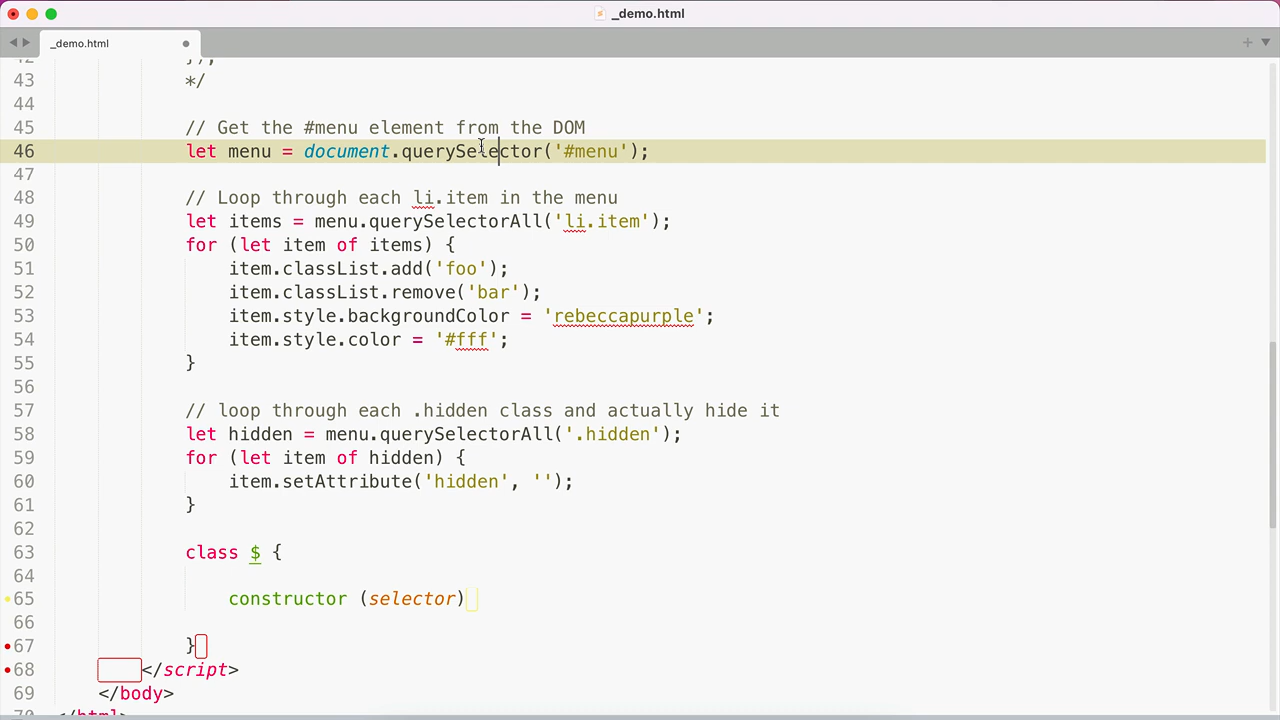 _demo.html
_demo.html
42 });
43 */
44
45 // Get the #menu element from the DOM
46 let menu = document.querySelector('#menu');
47
48 // Loop through each li.item in the menu
49 let items = menu.querySelectorAll('li.item');
50 for (let item of items) {
51 item.classList.add('foo');
52 item.classList.remove('bar');
53 item.style.backgroundColor = 'rebeccapurple';
54 item.style.color = '#fff';
55 }
56
57 // loop through each .hidden class and actually hide it
58 let hidden = menu.querySelectorAll('.hidden');
59 for (let item of hidden) {
60 item.setAttribute('hidden', '');
61 }
62
63 class $ {
64
65 constructor (selector)
66
67 }
68 </script>
69 </body>
70 </html>